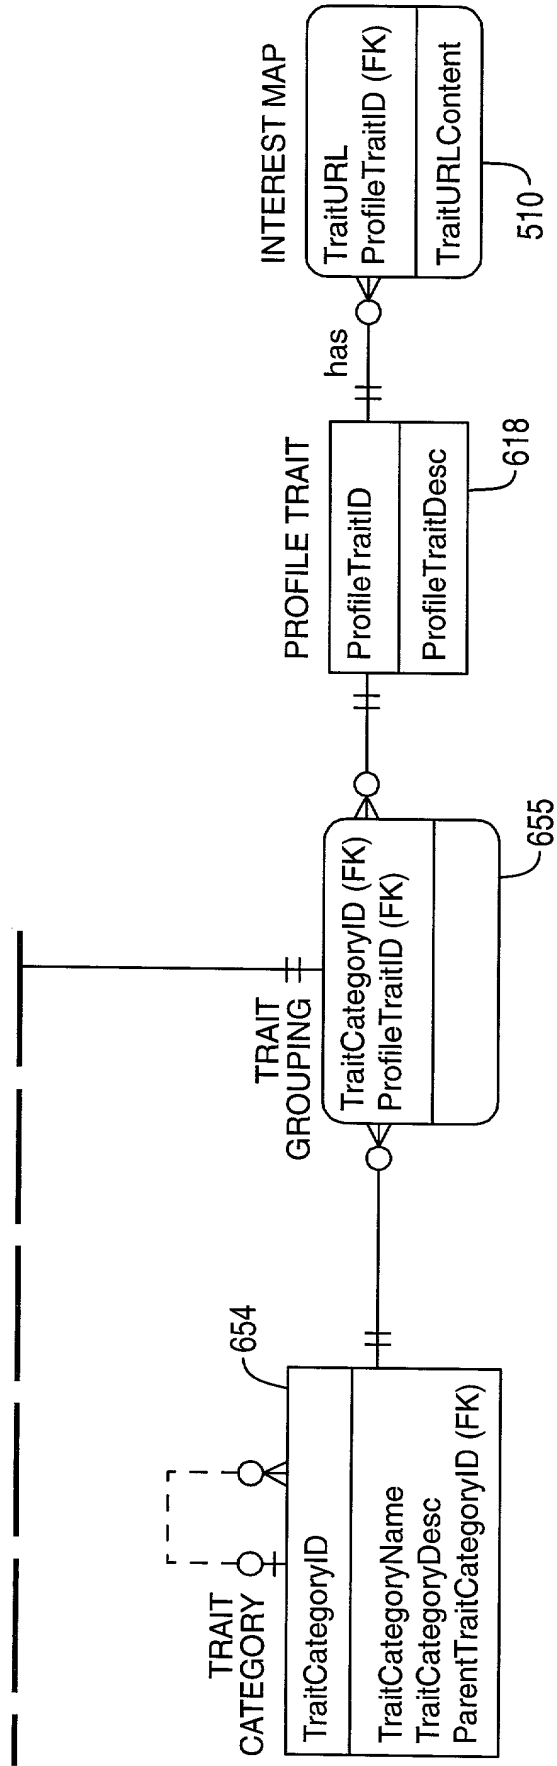 TRAIT
CATEGORY
654
TraitCategoryID
TraitCategoryName
TraitCategoryDesc
ParentTraitCategoryID (FK)
TRAIT
GROUPING
TraitCategoryID (FK)
ProfileTraitID (FK)
655
PROFILE TRAIT
ProfileTraitID
ProfileTraitDesc
618
has
INTEREST MAP
TraitURL
ProfileTraitID (FK)
TraitURLContent
510